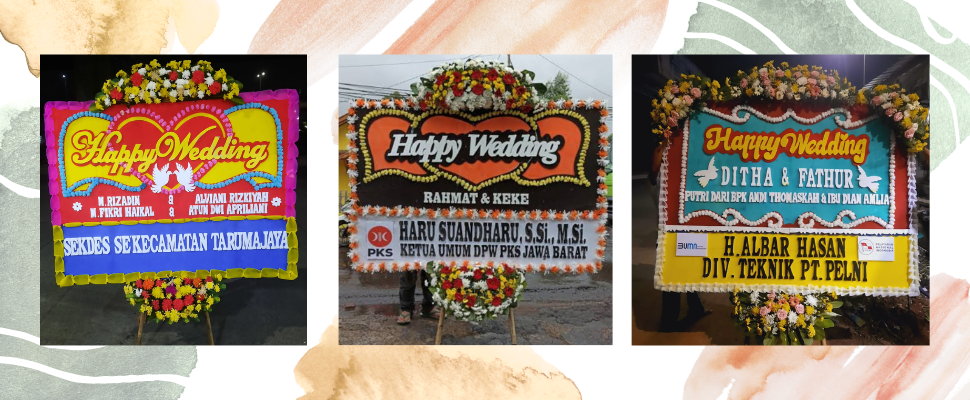 Happy Wedding
N. RIZADIN & ALVIANI RIZKIYAH
N. FIKRI HAIKAL & ATUN DWI APRILIANI
SEKDES SE'KECAMATAN TARUMAJAYA
Happy Wedding
RAHMAT & KEKE
PKS
HARU SUANDHARU, S.Si., M.Si.
KETUA UMUM DPW PKS JAWA BARAT
Happy Wedding
DITHA & FATHUR
PUTRI DARI BPK ANDI THOMASKAH & IBU DIAN AMLIA
BUMN
H. ALBAR HASAN
DIV. TEKNIK PT. PELNI